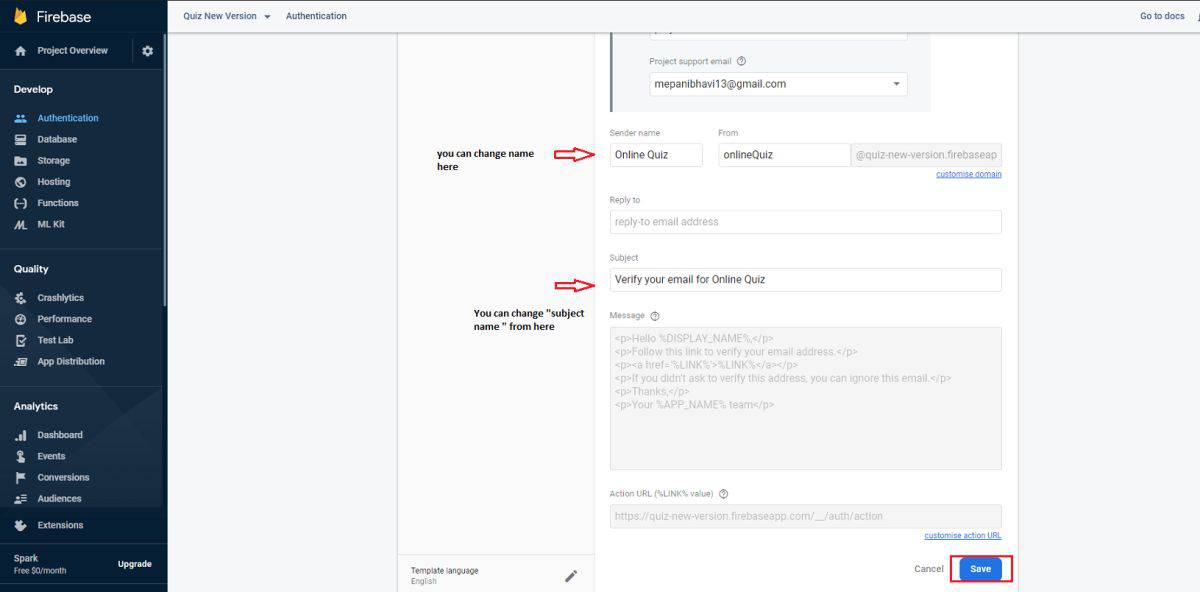 Firebase
Quiz New Version
Authentication
Go to docs
Project Overview
Develop
Authentication
Database
Storage
Hosting
Functions
ML Kit
Quality
Crashlytics
Performance
Test Lab
App Distribution
Analytics
Dashboard
Events
Conversions
Audiences
Extensions
Spark
Free $0/month
Upgrade
you can change name
here
You can change "subject
name " from here
Template language
English
Project support email
mepanibhavi13@gmail.com
Sender name
From
Online Quiz
onlineQuiz
@quiz-new-version.firebaseap
customise domain
Reply to
reply-to email address
Subject
Verify your email for Online Quiz
Message
<p>Hello %DISPLAY_NAME%,</p>
<p>Follow this link to verify your email address.</p>
<p><a href='%LINK%'>%LINK%</a></p>
<p>If you didn't ask to verify this address, you can ignore this email.</p>
<p>Thanks,</p>
<p>Your %APP_NAME% team</p>
Action URL (%LINK% value)
https://quiz-new-version.firebaseapp.com/__/auth/action
customise action URL
Cancel
Save